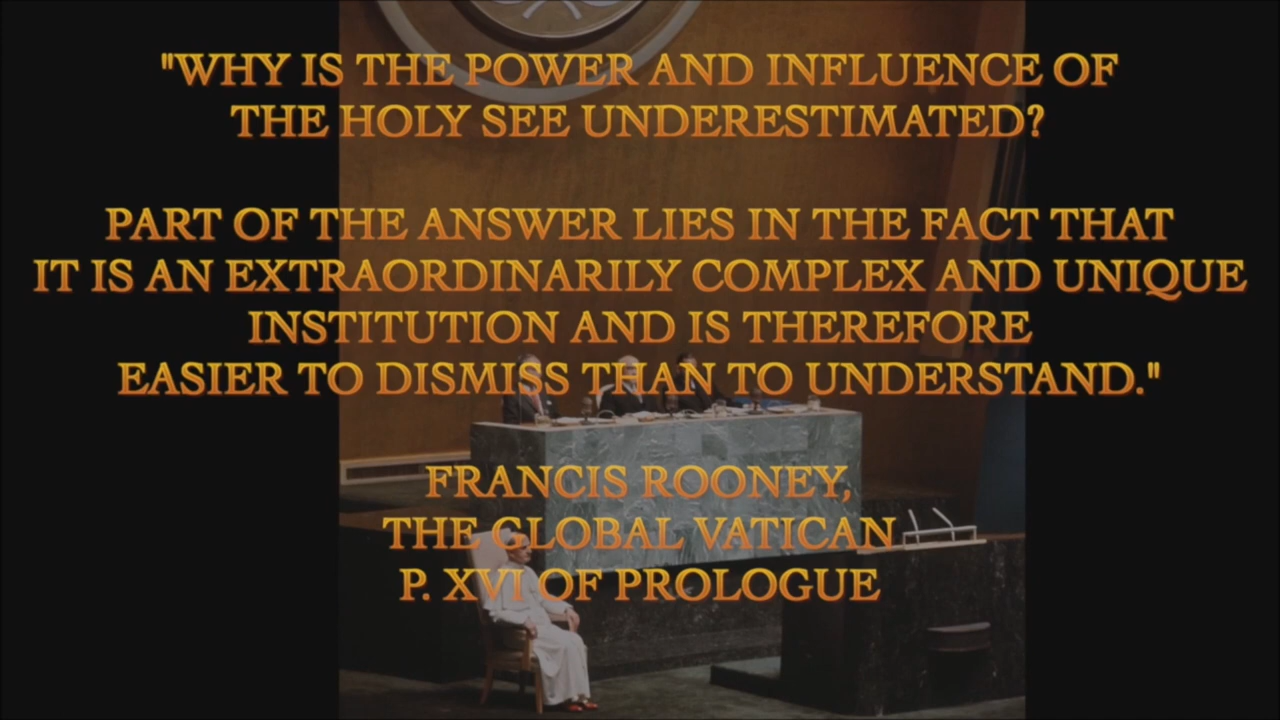 "WHY IS THE POWER AND INFLUENCE OF
THE HOLY SEE UNDERESTIMATED?
PART OF THE ANSWER LIES IN THE FACT THAT
IT IS AN EXTRAORDINARILY COMPLEX AND UNIQUE
INSTITUTION AND IS THEREFORE
EASIER TO DISMISS THAN TO UNDERSTAND."
FRANCIS ROONEY,
THE GLOBAL VATICAN
P. XVI OF PROLOGUE